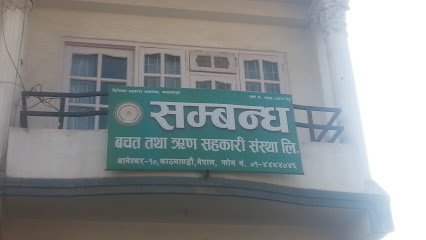 सम्बन्ध
बचत तथा ऋण सहकारी संस्था लि.
बानेश्वर-१०, काठमाण्डौ, नेपाल, फोन नं.